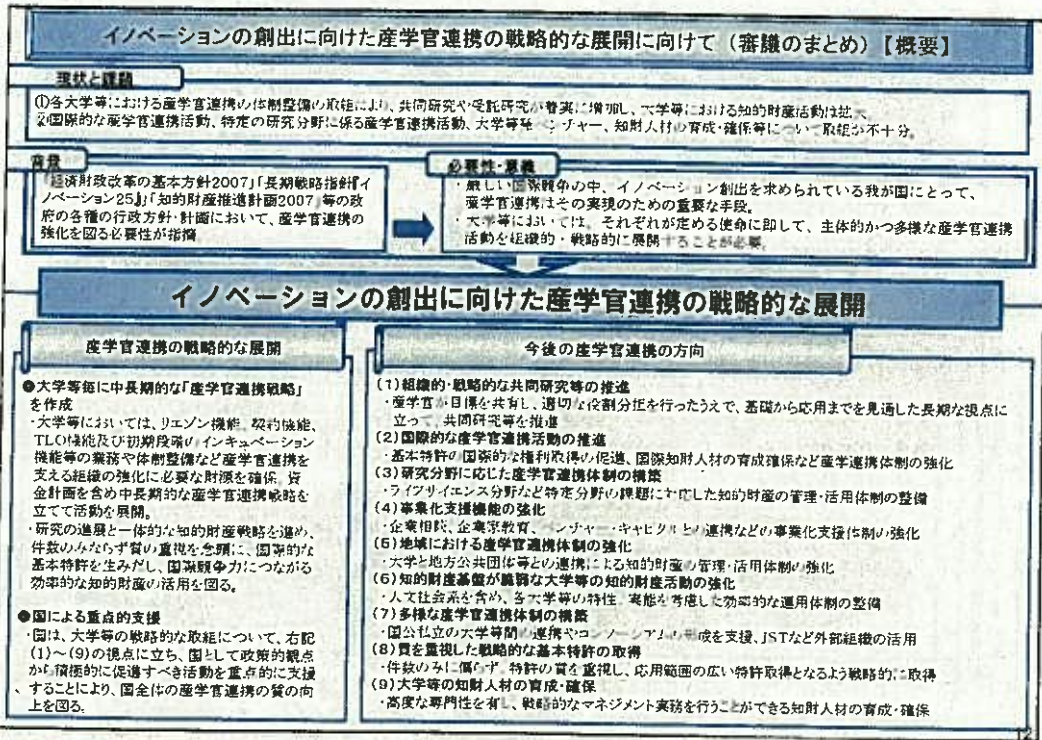 イノベーションの創出に向けた産学官連携の戦略的な展開に向けて（審議のまとめ）【概要】
現状と課題
①各大学等における産学官連携の体制整備の取組により、共同研究や受託研究が着実に増加し、大学等における知的財産活動は拡大。
②国際的な産学官連携活動、特定の研究分野に係る産学官連携活動、大学等発ベンチャー、知財人材の育成・確保等について取組が不十分。
背景
「経済財政改革の基本方針2007」「長期戦略指針『イ
ノベーション25』」「知的財産推進計画2007」等の政
府の各種の行政方針・計画において、産学官連携の
強化を図る必要性が指摘
必要性・意義
・厳しい国際競争の中、イノベーション創出を求められている我が国にとって、
産学官連携はその実現のための重要な手段。
・大学等においては、それぞれが定める使命に即して、主体的かつ多様な産学官連携
活動を組織的・戦略的に展開することが必要。
イノベーションの創出に向けた産学官連携の戦略的な展開
産学官連携の戦略的な展開
●大学等毎に中長期的な「産学官連携戦略」
を作成
・大学等においては、リエゾン機能、契約機能、
TLO機能及び初期段階のインキュベーション
機能等の業務や体制整備など産学官連携を
支える組織の強化に必要な財源を確保。資
金計画を含め中長期的な産学官連携戦略を
立てて活動を展開。
・研究の進展と一体的な知的財産戦略を進め、
件数のみならず質の重視を念頭に、国際的な
基本特許を生みだし、国際競争力につながる
効率的な知的財産の活用を図る。
●国による重点的支援
・国は、大学等の戦略的な取組について、右記
(1)～(9)の視点に立ち、国として政策的観点
から積極的に促進すべき活動を重点的に支援
することにより、国全体の産学官連携の質の向
上を図る。
今後の産学官連携の方向
(1)組織的・戦略的な共同研究等の推進
・産学官が目標を共有し、適切な役割分担を行ったうえで、基礎から応用までを見通した長期な視点に
立って、共同研究等を推進
(2)国際的な産学官連携活動の推進
・基本特許の国際的な権利取得の促進、国際知財人材の育成確保など産学連携体制の強化
(3)研究分野に応じた産学官連携体制の構築
・ライフサイエンス分野など特定分野の課題に対応した知的財産の管理・活用体制の整備
(4)事業化支援機能の強化
・企業相談、企業家教育、ベンチャー・キャピタルとの連携などの事業化支援体制の強化
(5)地域における産学官連携体制の強化
・大学と地方公共団体等との連携による知的財産の管理・活用体制の強化
(6)知的財産基盤が脆弱な大学等の知的財産活動の強化
・人文社会系を含め、各大学等の特性、実態を考慮した効率的な運用体制の整備
(7)多様な産学官連携体制の構築
・国公私立の大学等間の連携やコンソーシアムの形成を支援、JSTなど外部組織の活用
(8)質を重視した戦略的な基本特許の取得
・件数のみに偏らず、特許の質を重視し、応用範囲の広い特許取得となるよう戦略的に取得
(9)大学等の知財人材の育成・確保
・高度な専門性を有し、戦略的なマネジメント実務を行うことができる知財人材の育成・確保
12